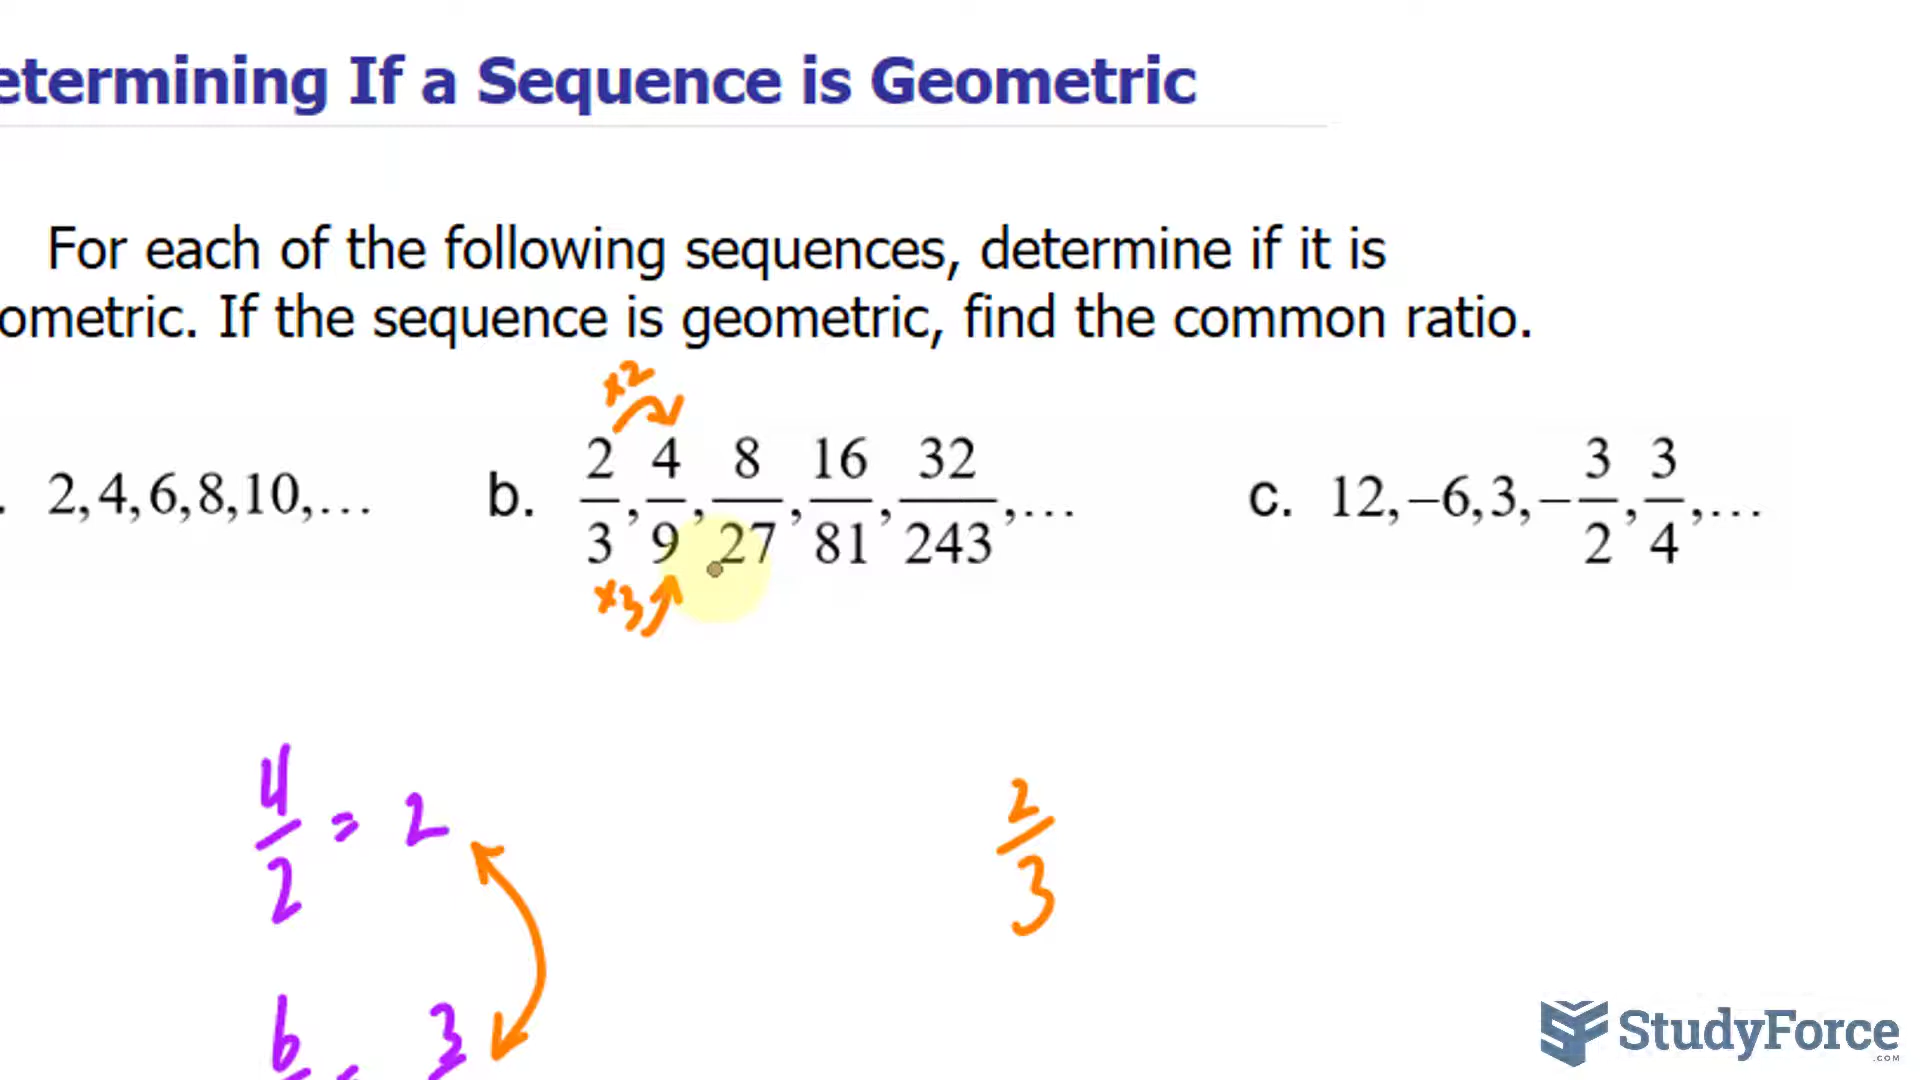 etermining If a Sequence is Geometric
For each of the following sequences, determine if it is
ometric. If the sequence is geometric, find the common ratio.
×2
. 2, 4, 6, 8, 10, … b. 2/3, 4/9, 8/27, 16/81, 32/243, … c. 12, −6, 3, −3/2, 3/4, …
×3
4/2 = 2
2/3
6 = 3
StudyForce
.COM